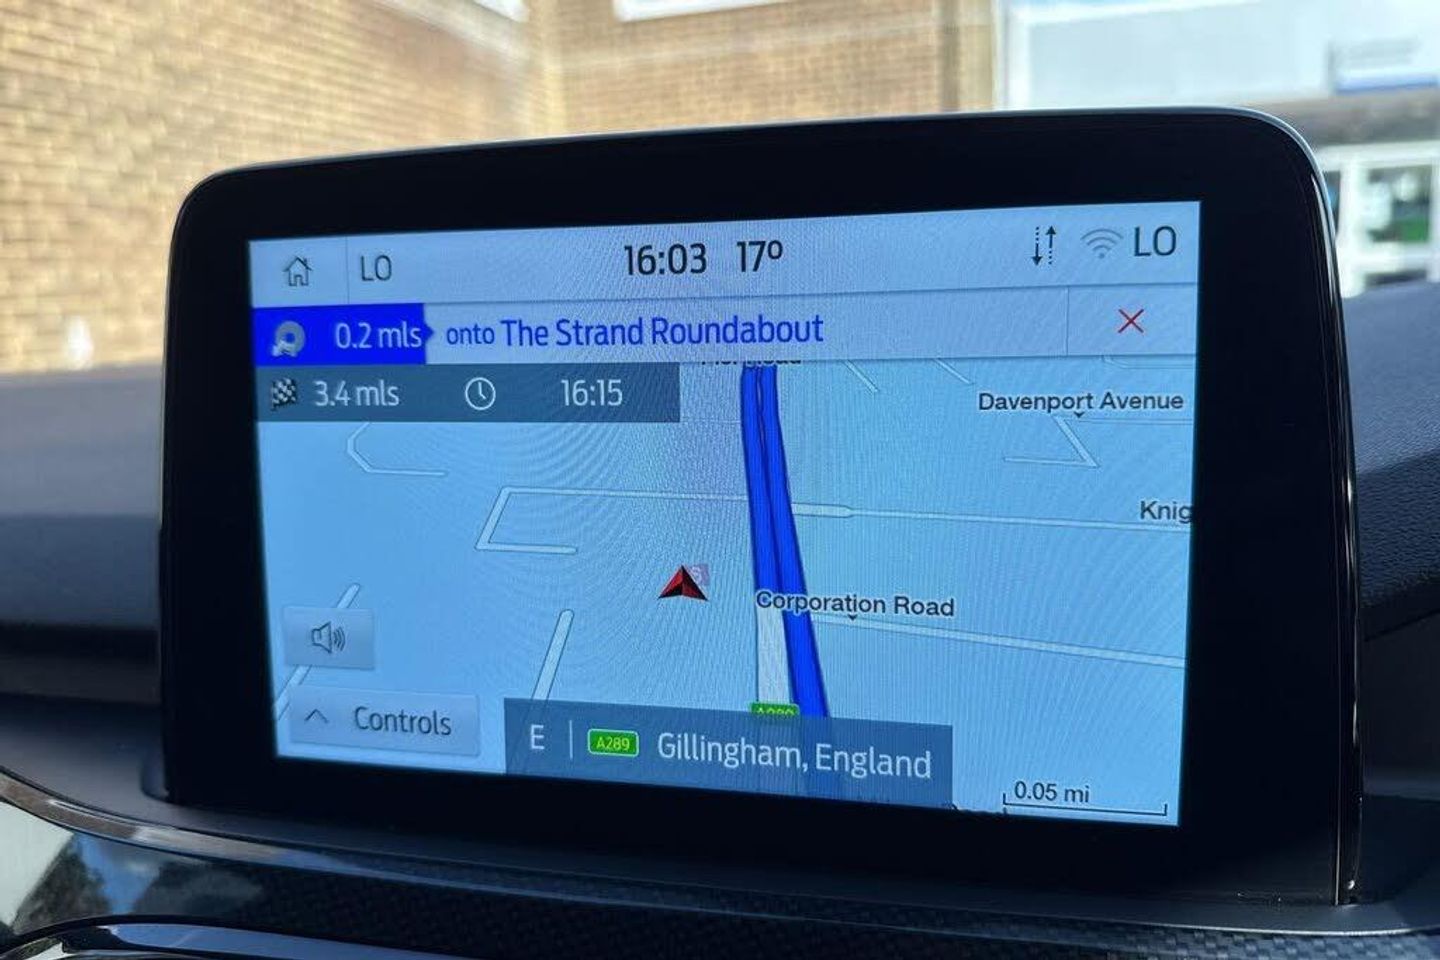 LO 16:03 17º LO
0.2 mls onto The Strand Roundabout
3.4 mls 16:15
Davenport Avenue
Knig
Corporation Road
Controls
E A289 Gillingham, England
0.05 mi